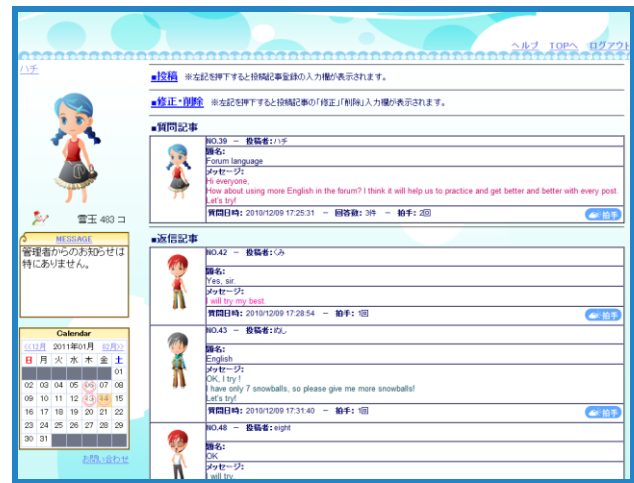 ヘルプ TOPへ ログアウト
ハチ
雪玉 483 コ
MESSAGE
管理者からのお知らせは
特にありません。
Calendar
<<12月 2011年01月 02月>>
日 月 火 水 木 金 土
01
02 03 04 05 06 07 08
09 10 11 12 13 14 15
16 17 18 19 20 21 22
23 24 25 26 27 28 29
30 31
お問い合わせ
■投稿 ※左記を押下すると投稿記事登録の入力欄が表示されます。
■修正・削除 ※左記を押下すると投稿記事の「修正」「削除」入力欄が表示されます。
■質問記事
NO.39 － 投稿者:ハチ
題名:
Forum language
メッセージ:
Hi everyone,
How about using more English in the forum? I think it will help us to practice and get better and better with every post.
Let's try!
質問日時: 2010/12/09 17:25:31 － 回答数: 3件 － 拍手: 2回
拍手
■返信記事
NO.42 － 投稿者:くみ
題名:
Yes, sir.
メッセージ:
I will try my best.
質問日時: 2010/12/09 17:28:54 － 拍手: 1回
拍手
NO.43 － 投稿者:ぬし
題名:
English
メッセージ:
OK, I try !
I have only 7 snowballs, so please give me more snowballs!
Let's try!
質問日時: 2010/12/09 17:31:40 － 拍手: 1回
拍手
NO.48 － 投稿者:eight
題名:
OK
メッセージ:
I will try.